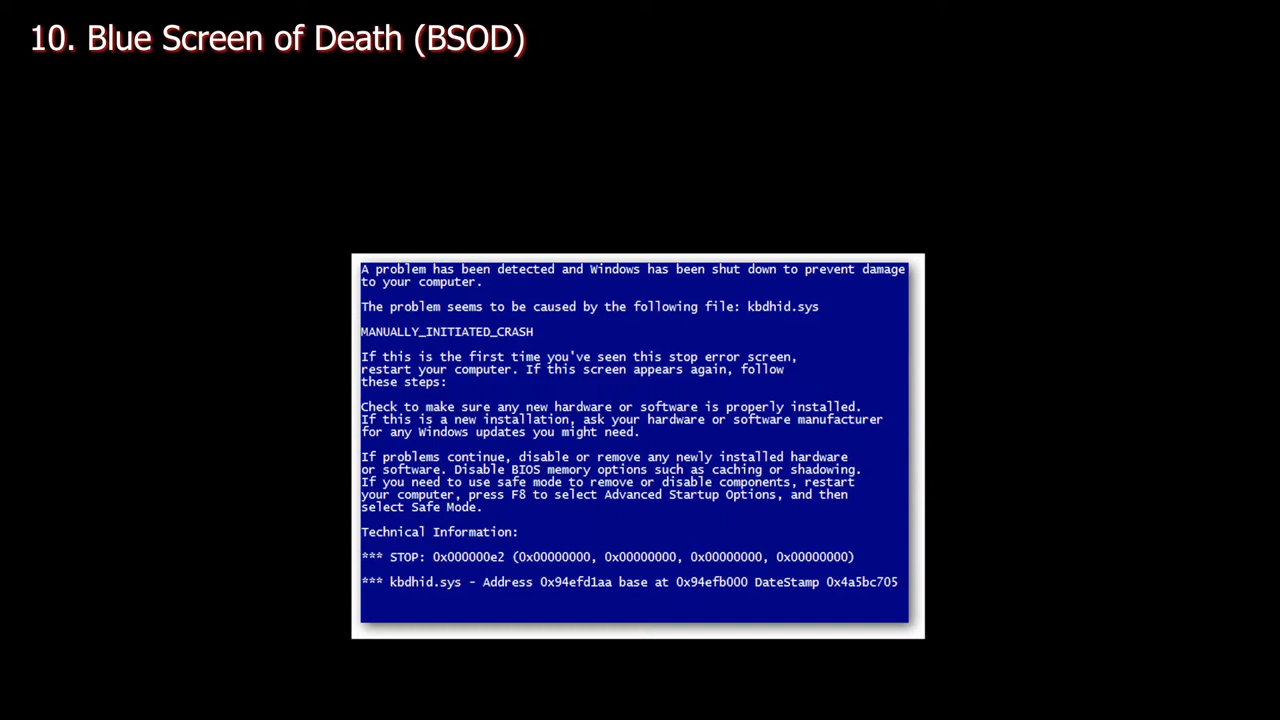 10. Blue Screen of Death (BSOD)
A problem has been detected and Windows has been shut down to prevent damage
to your computer.
The problem seems to be caused by the following file: kbdhid.sys
MANUALLY_INITIATED_CRASH
If this is the first time you've seen this stop error screen,
restart your computer. If this screen appears again, follow
these steps:
Check to make sure any new hardware or software is properly installed.
If this is a new installation, ask your hardware or software manufacturer
for any Windows updates you might need.
If problems continue, disable or remove any newly installed hardware
or software. Disable BIOS memory options such as caching or shadowing.
If you need to use safe mode to remove or disable components, restart
your computer, press F8 to select Advanced Startup Options, and then
select Safe Mode.
Technical Information:
*** STOP: 0x000000e2 (0x00000000, 0x00000000, 0x00000000, 0x00000000)
*** kbdhid.sys - Address 0x94efd1aa base at 0x94efb000 DateStamp 0x4a5bc705